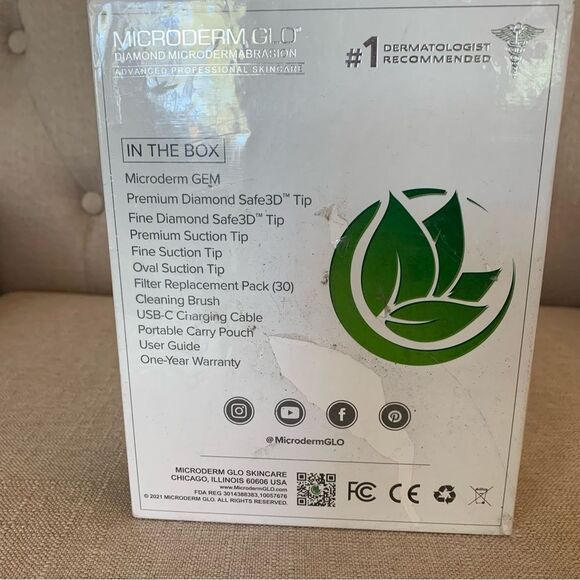 MICRODERM GLO®
DIAMOND MICRODERMABRASION
ADVANCED PROFESSIONAL SKINCARE
#1 DERMATOLOGIST
RECOMMENDED
IN THE BOX
Microderm GEM
Premium Diamond Safe3D™ Tip
Fine Diamond Safe3D™ Tip
Premium Suction Tip
Fine Suction Tip
Oval Suction Tip
Filter Replacement Pack (30)
Cleaning Brush
USB-C Charging Cable
Portable Carry Pouch
User Guide
One-Year Warranty
@MicrodermGLO
MICRODERM GLO SKINCARE
CHICAGO, ILLINOIS 60606 USA
www.MicrodermGLO.com
FDA REG 3014388383,10057676
© 2021 MICRODERM GLO. ALL RIGHTS RESERVED.
FC CE